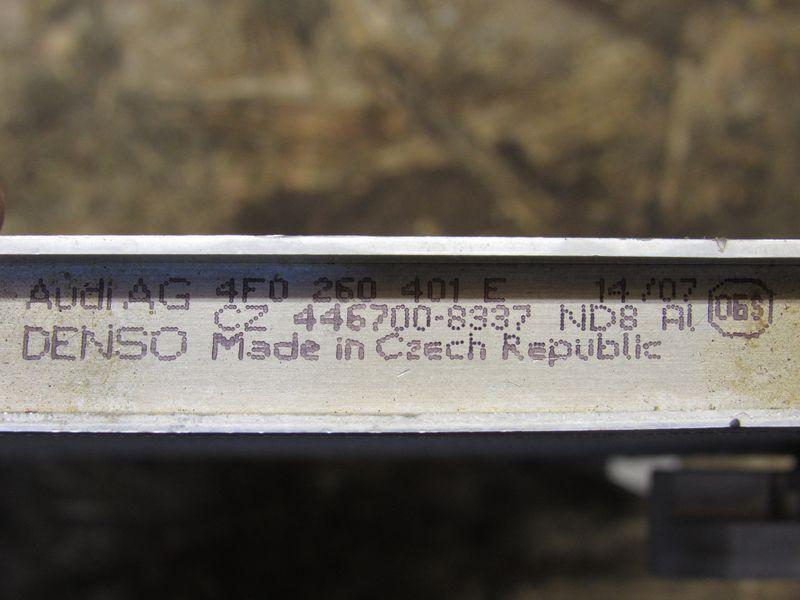 Audi AG 4F0 260 401 E 14/07
CZ 446700-8337 ND8 Al
DENSO Made in Czech Republic